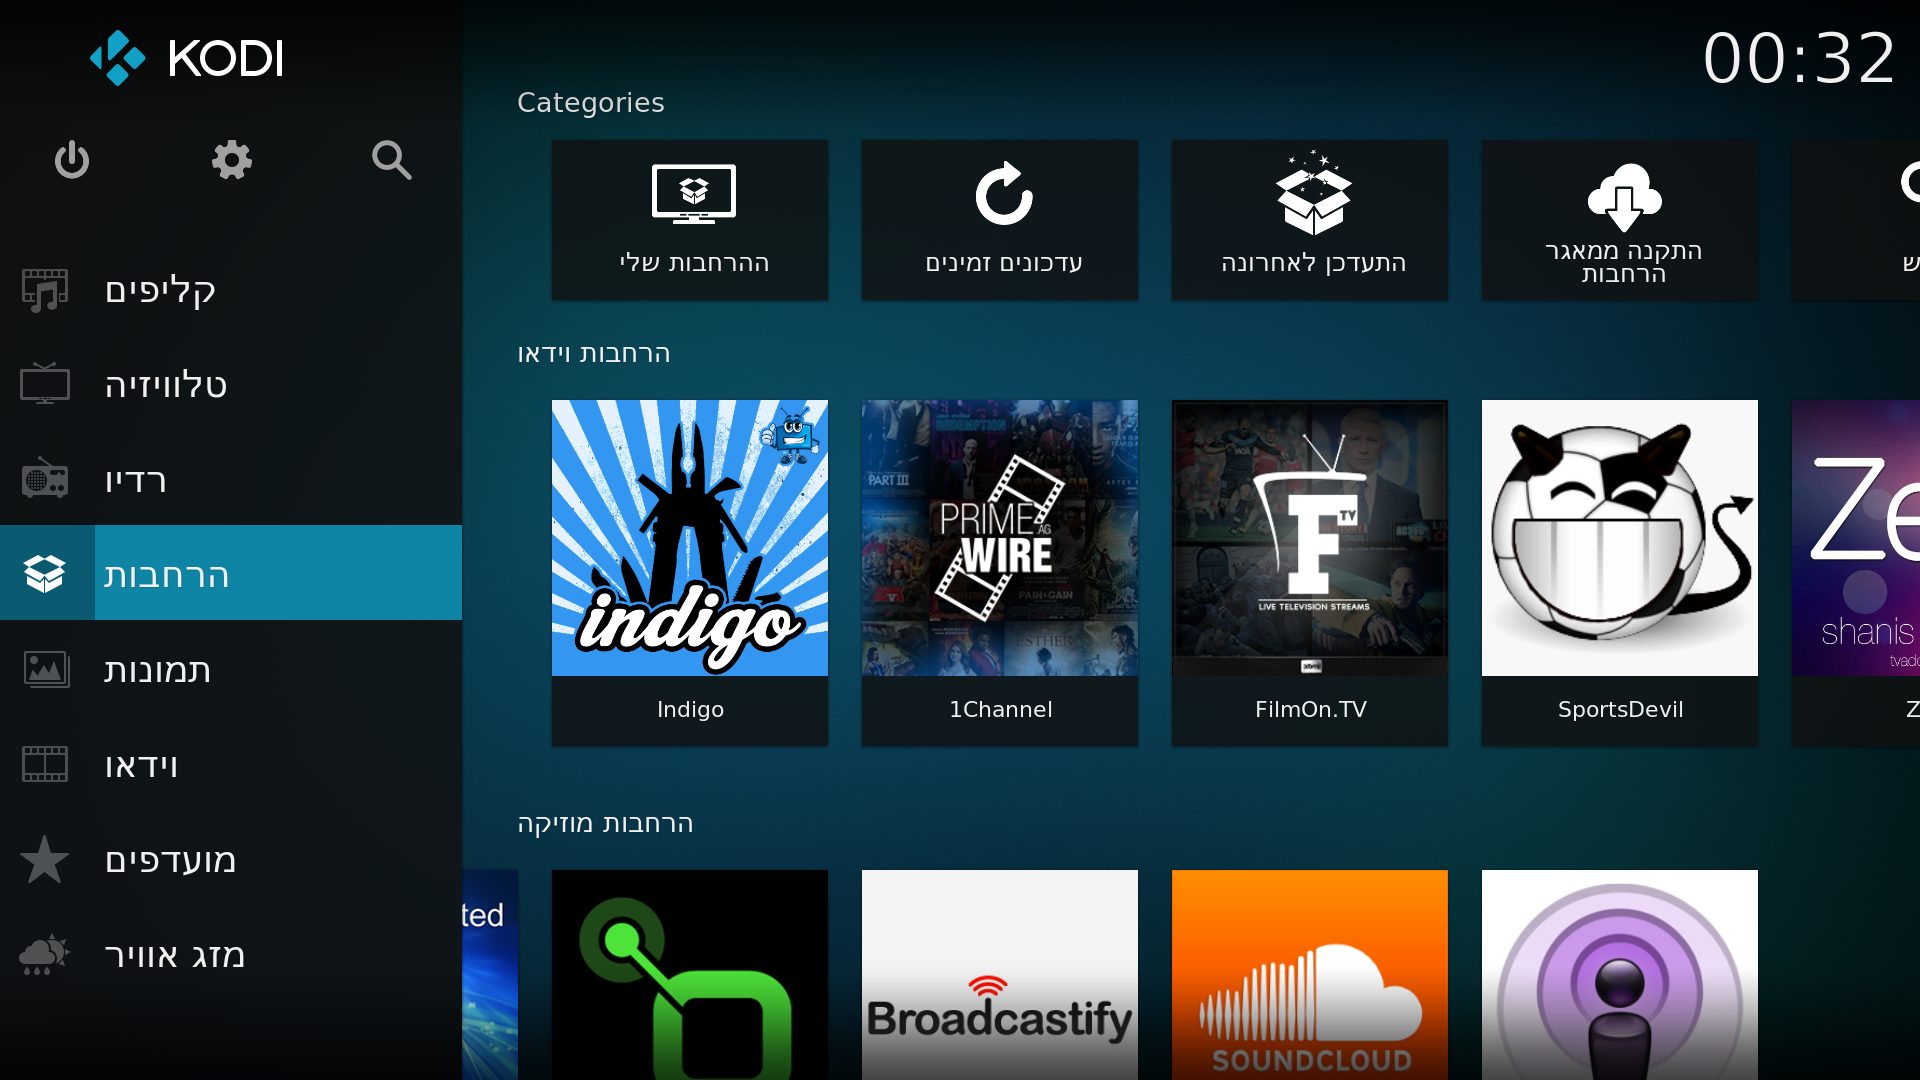 KODI
00:32
קליפים
טלוויזיה
רדיו
הרחבות
תמונות
וידאו
מועדפים
מזג אוויר
Categories
ההרחבות שלי
עדכונים זמינים
התעדכן לאחרונה
התקנה ממאגר
הרחבות
הרחבות וידאו
indigo
Indigo
PRIME
AG
WIRE
1Channel
F TV
LIVE TELEVISION STREAMS
FilmOn.TV
SportsDevil
Ze
shanis
tvadd
Z
הרחבות מוזיקה
ted
Broadcastify
SOUNDCLOUD